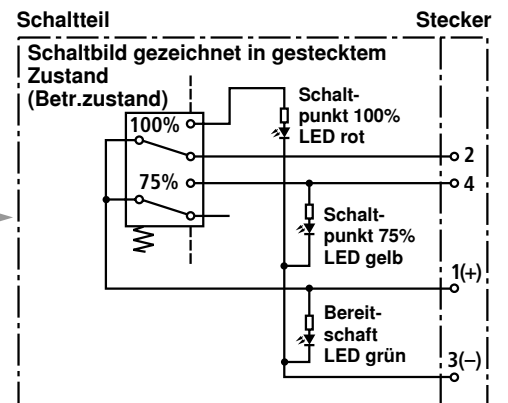 Schaltteil
Stecker
Schaltbild gezeichnet in gestecktem
Zustand
(Betr.zustand)
Schalt-
punkt 100%
LED rot
100%
2
75%
4
Schalt-
punkt 75%
LED gelb
1(+)
Bereit-
schaft
LED grün
3(−)